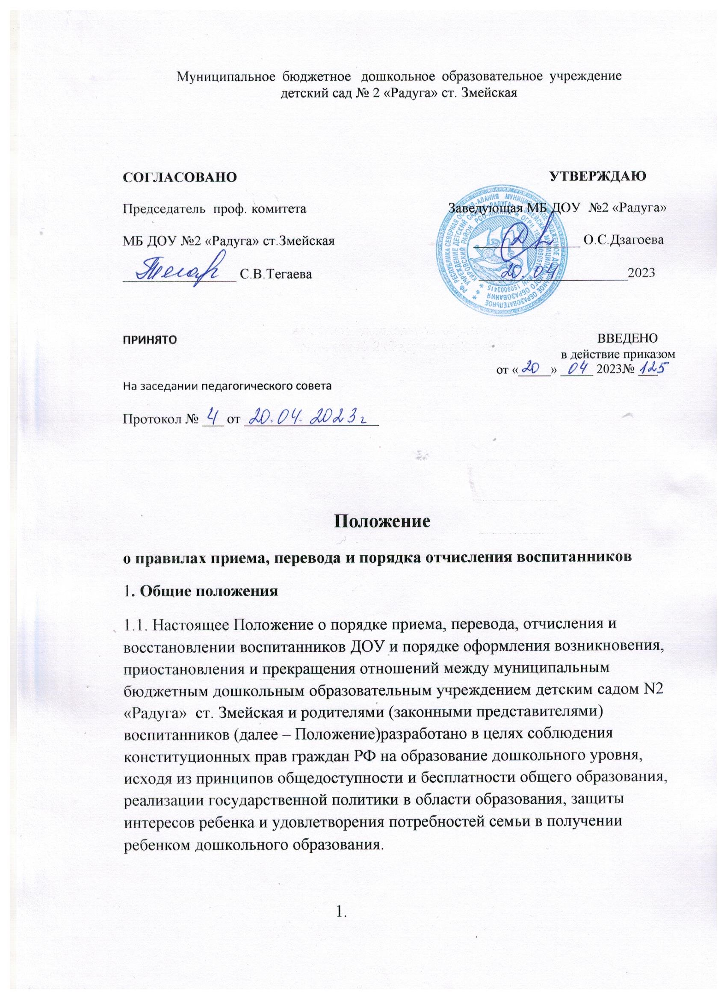 Муниципальное бюджетное дошкольное образовательное учреждение
детский сад № 2 «Радуга» ст. Змейская
СОГЛАСОВАНО
УТВЕРЖДАЮ
Председатель проф. комитета
Заведующая МБ ДОУ №2 «Радуга»
МБ ДОУ №2 «Радуга» ст.Змейская
О.С.Дзагоева
С.В.Тегаева
20. 04 2023
ПРИНЯТО
ВВЕДЕНО
в действие приказом
от «20» 04 2023№ 125
На заседании педагогического совета
Протокол № 4 от 20.04. 2023 г
Положение
о правилах приема, перевода и порядка отчисления воспитанников
1. Общие положения
1.1. Настоящее Положение о порядке приема, перевода, отчисления и
восстановлении воспитанников ДОУ и порядке оформления возникновения,
приостановления и прекращения отношений между муниципальным
бюджетным дошкольным образовательным учреждением детским садом N2
«Радуга» ст. Змейская и родителями (законными представителями)
воспитанников (далее – Положение)разработано в целях соблюдения
конституционных прав граждан РФ на образование дошкольного уровня,
исходя из принципов общедоступности и бесплатности общего образования,
реализации государственной политики в области образования, защиты
интересов ребенка и удовлетворения потребностей семьи в получении
ребенком дошкольного образования.
1.